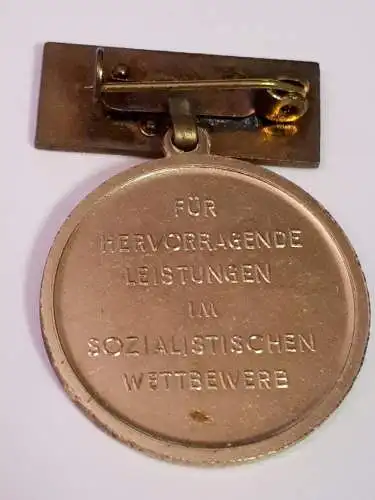 FÜR
HERVORRAGENDE
LEISTUNGEN
IM
SOZIALISTISCHEN
WETTBEWERB